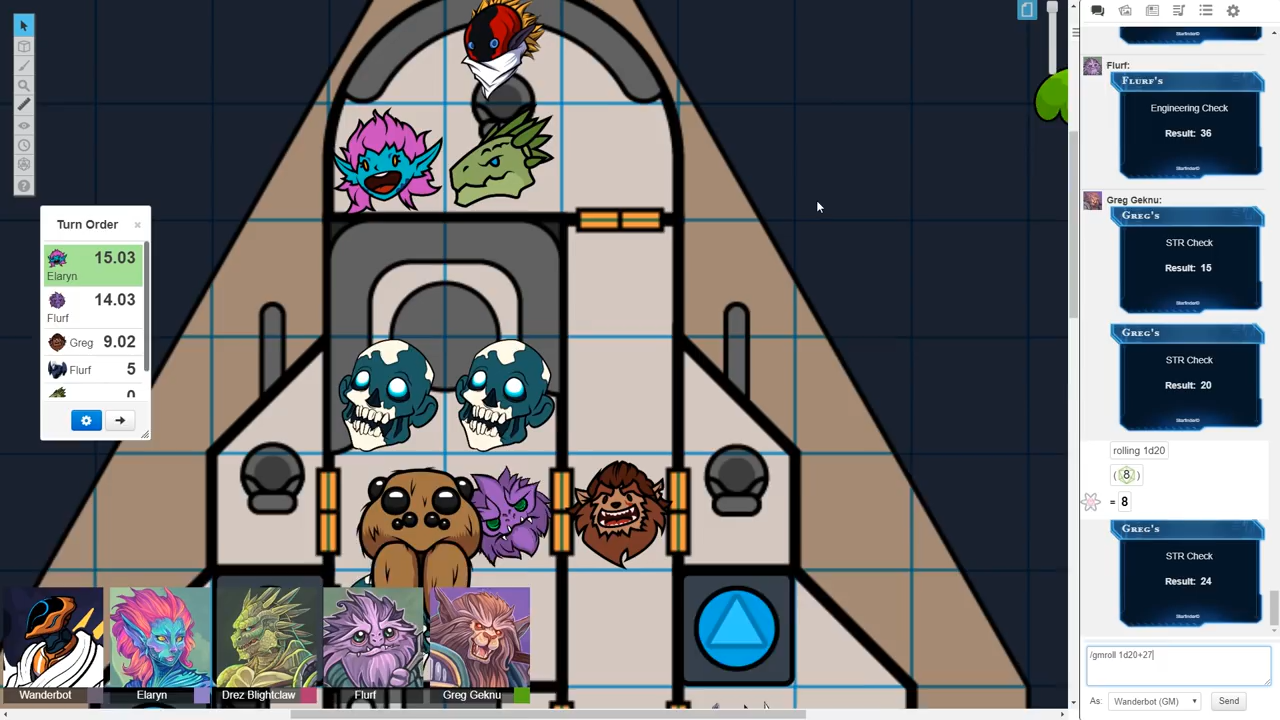 Turn Order
×
15.03
Elaryn
14.03
Flurf
Greg 9.02
Flurf 5
0
Wanderbot
Elaryn
Drez Blightclaw
Flurf
Greg Geknu
Flurf:
FLURF'S
Engineering Check
Result: 36
Greg Geknu:
GREG'S
STR Check
Result: 15
GREG'S
STR Check
Result: 20
rolling 1d20
(8)
= 8
GREG'S
STR Check
Result: 24
/gmroll 1d20+27
As: Wanderbot (GM)
Send